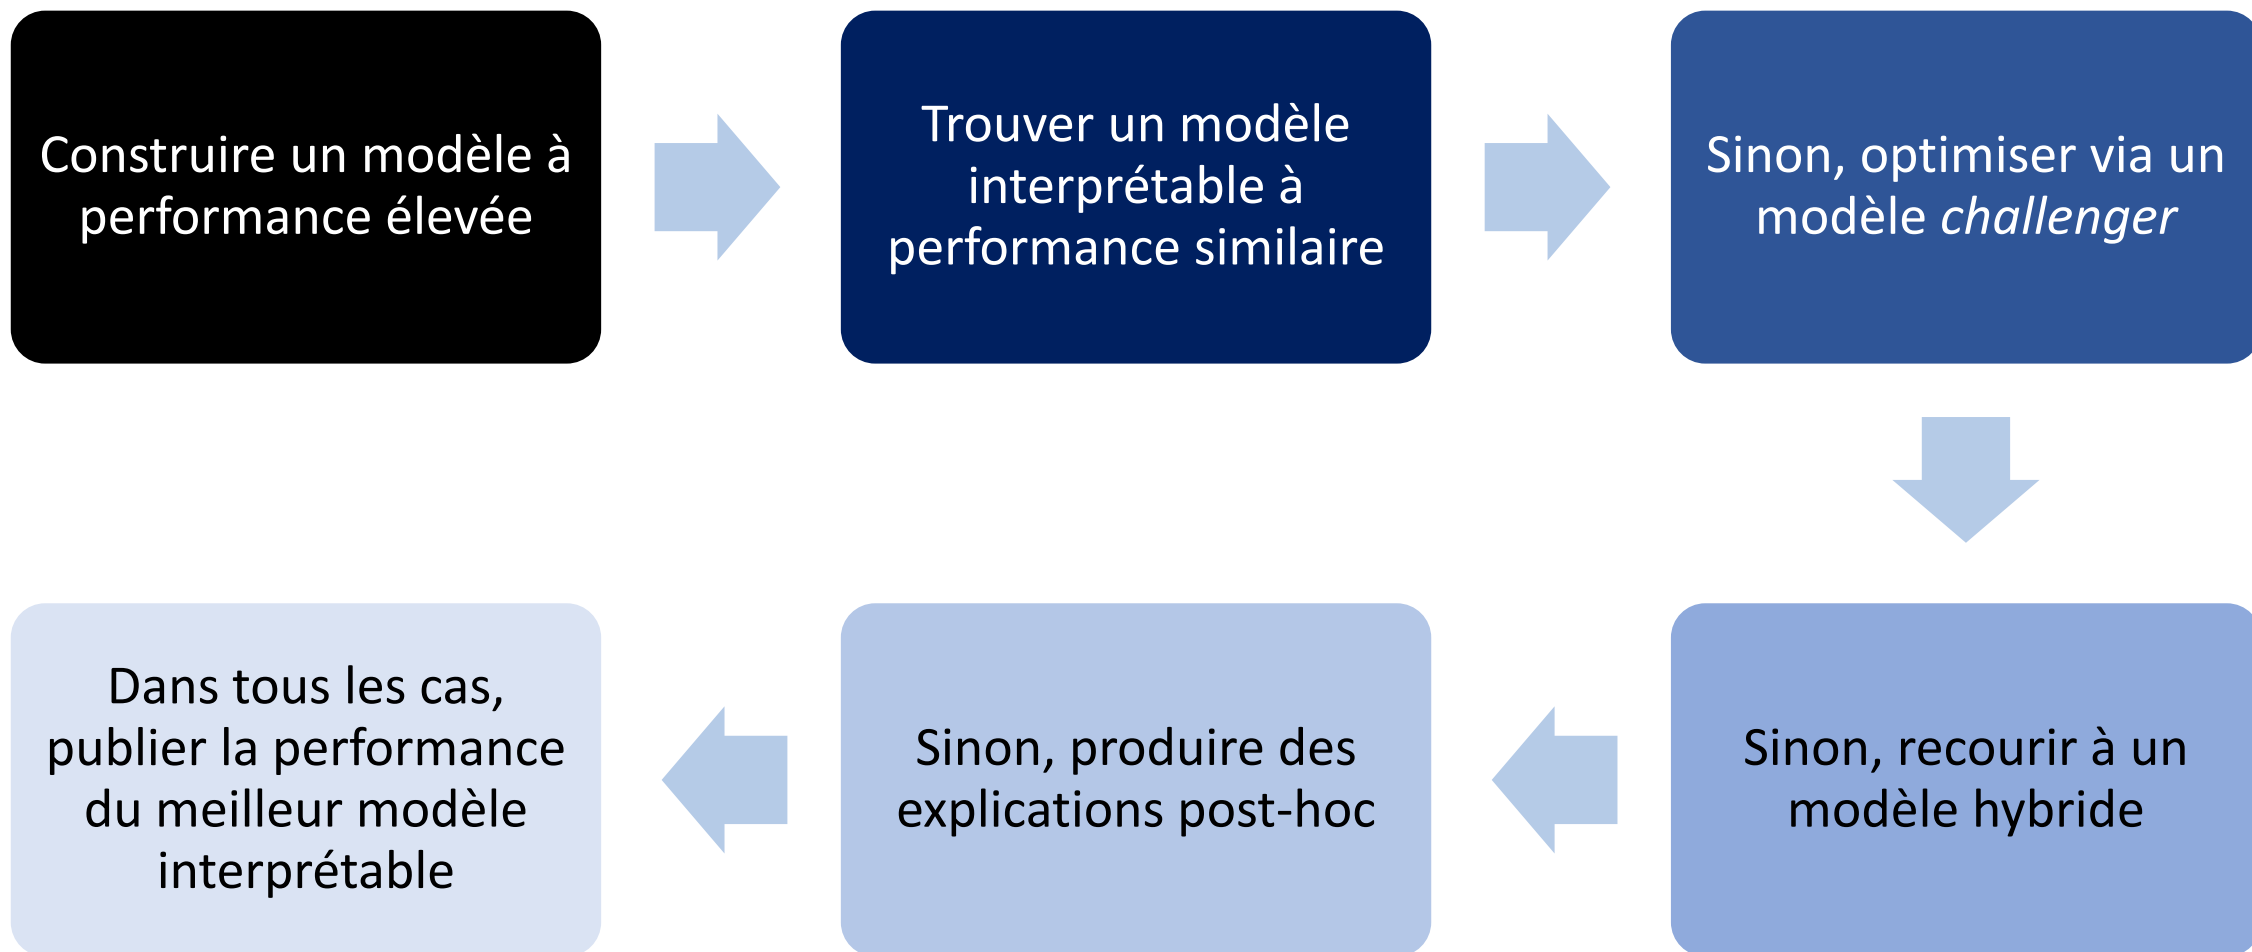 Construire un modèle à
performance élevée
Trouver un modèle
interprétable à
performance similaire
Sinon, optimiser via un
modèle challenger
Sinon, recourir à un
modèle hybride
Sinon, produire des
explications post-hoc
Dans tous les cas,
publier la performance
du meilleur modèle
interprétable